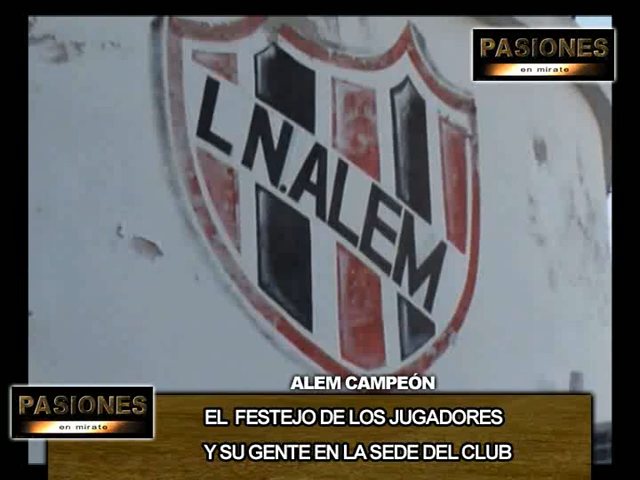 PASIONES
en mirate
L N.ALEM
ALEM CAMPEÓN
PASIONES
en mirate
EL FESTEJO DE LOS JUGADORES
Y SU GENTE EN LA SEDE DEL CLUB